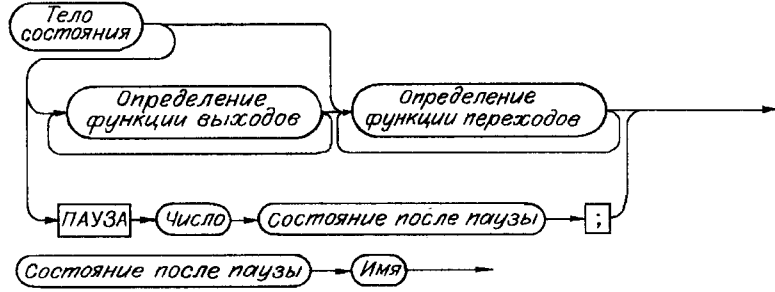 Тело
состояния
Определение
функции выходов
Определение
функции переходов
ПАУЗА Число Состояние после паузы ;
Состояние после паузы Имя